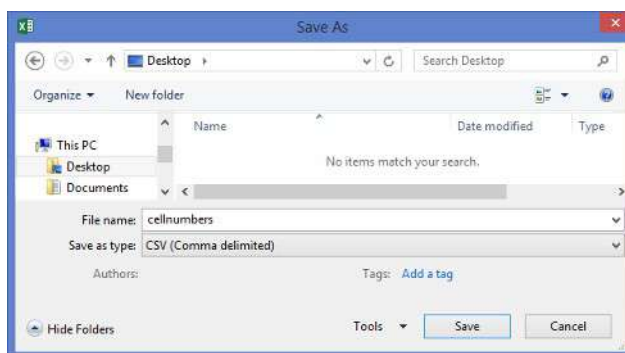 Save As
Desktop
Search Desktop
Organize
New folder
Name
Date modified
Type
This PC
Desktop
Documents
No items match your search.
File name: cellnumbers
Save as type: CSV (Comma delimited)
Authors:
Tags: Add a tag
Hide Folders
Tools
Save
Cancel